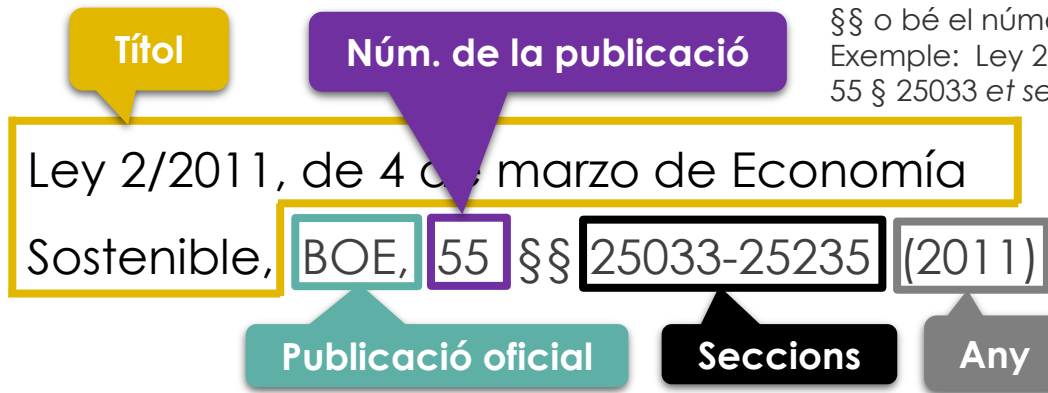 §§ o bé el núme
Exemple: Ley 2
55 § 25033 et se
Títol
Núm. de la publicació
Ley 2/2011, de 4 de marzo de Economía
Sostenible, BOE, 55 §§ 25033-25235 (2011)
Publicació oficial
Seccions
Any